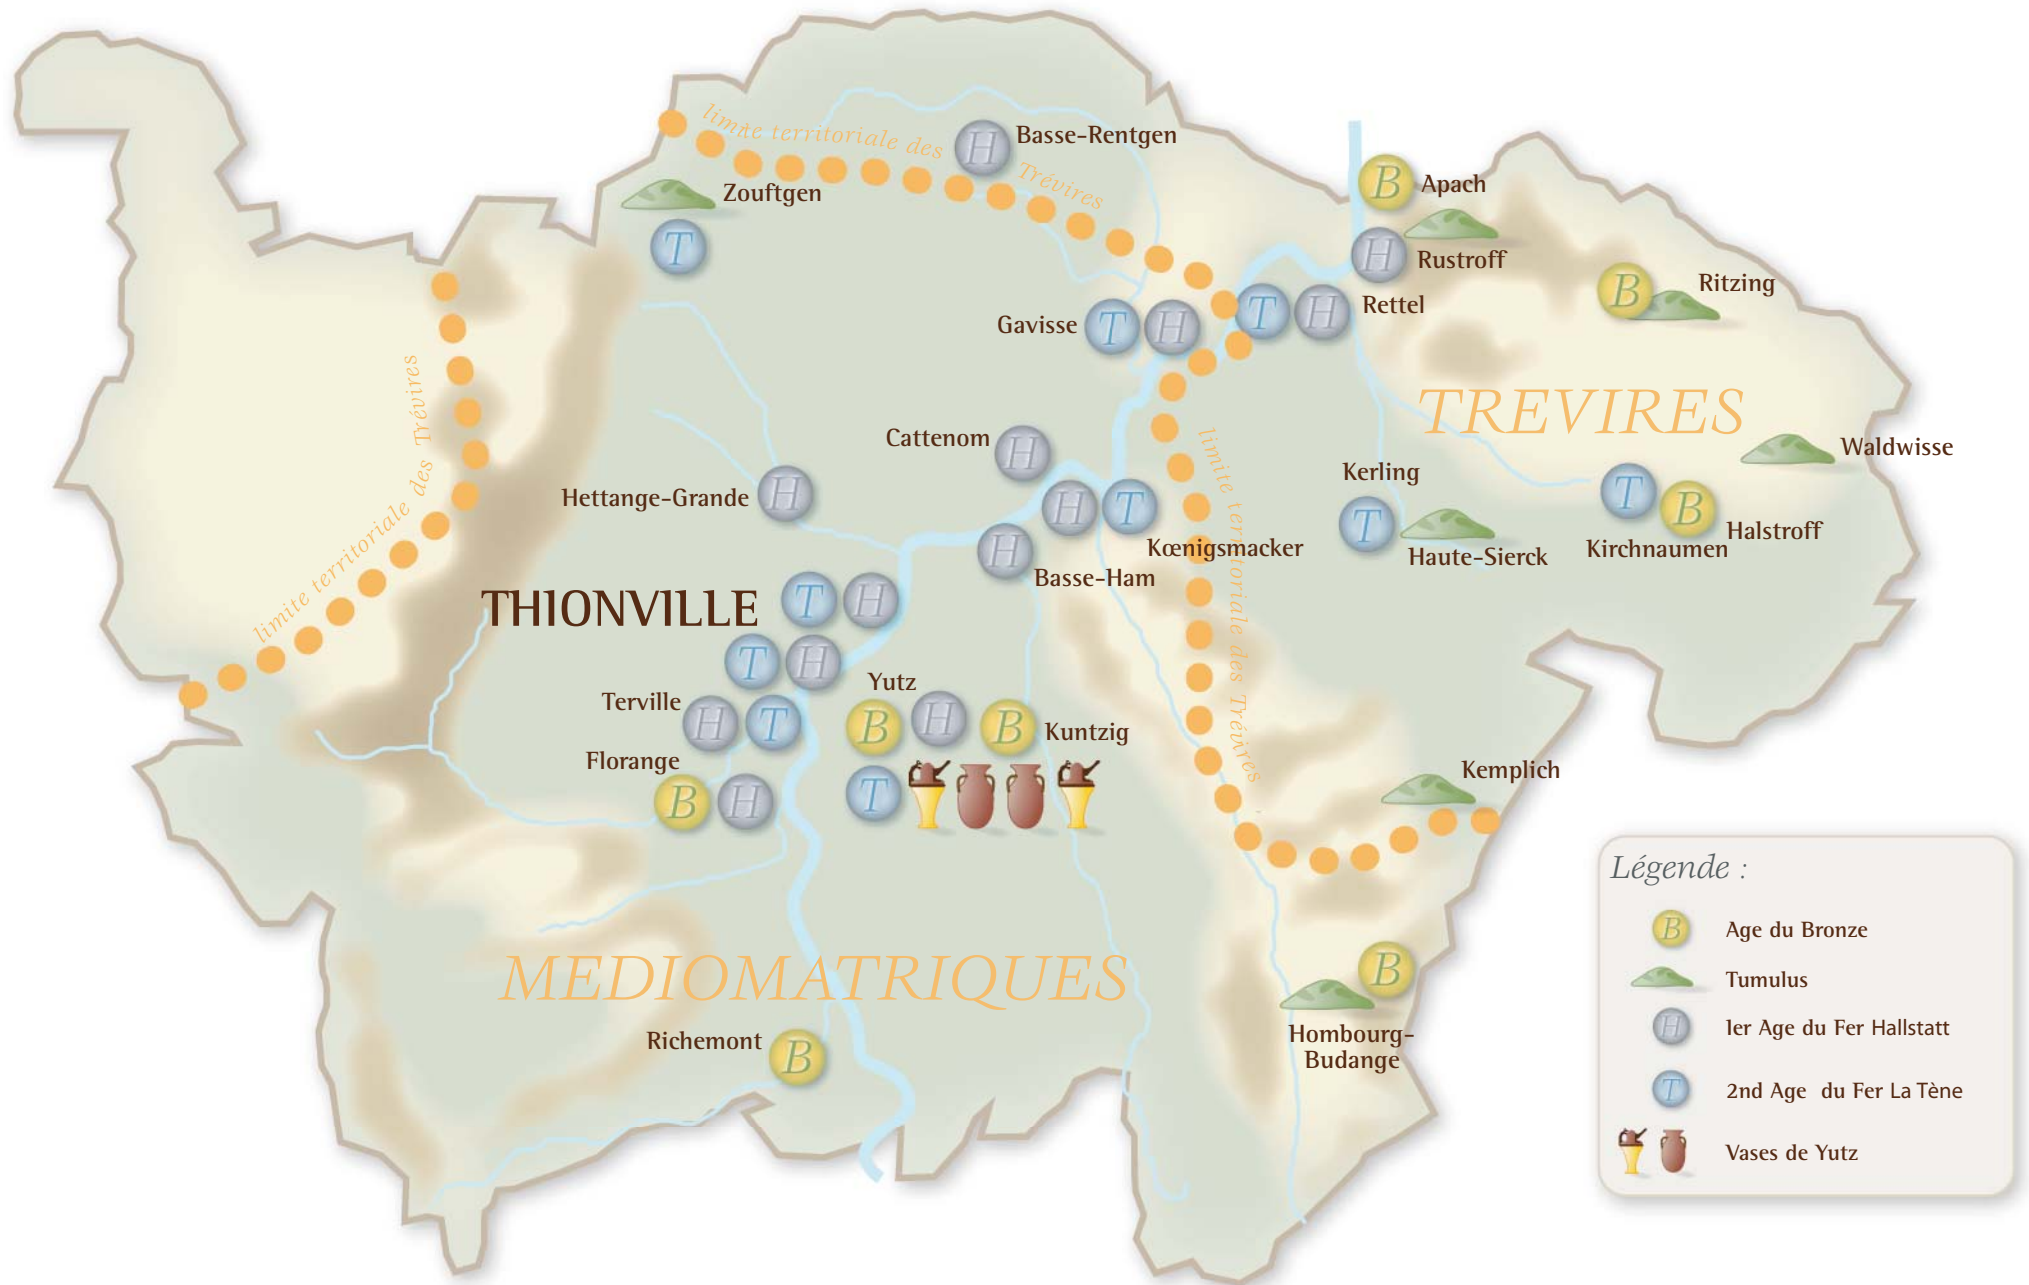 limite territoriale des Trévires
H
Basse-Rentgen
B
Apach
Zouftgen
T
H
Rustroff
B
Ritzing
T
H
Rettel
Gavisse
T
H
limite territoriale des Trévires
TREVIRES
Cattenom
H
Waldwisse
Hettange-Grande
H
H
T
Kœnigsmacker
Kerling
T
Haute-Sierck
T
B
Kirchnaumen
Halstroff
H
Basse-Ham
limite territoriale des Trévires
THIONVILLE
T
H
T
H
Terville
H
T
Yutz
B
H
B
Kuntzig
T
Florange
B
H
Kemplich
MEDIOMATRIQUES
Richemont
B
B
Hombourg-
Budange
Légende :
B
Age du Bronze
Tumulus
H
1er Age du Fer Hallstatt
T
2nd Age du Fer La Tène
Vases de Yutz